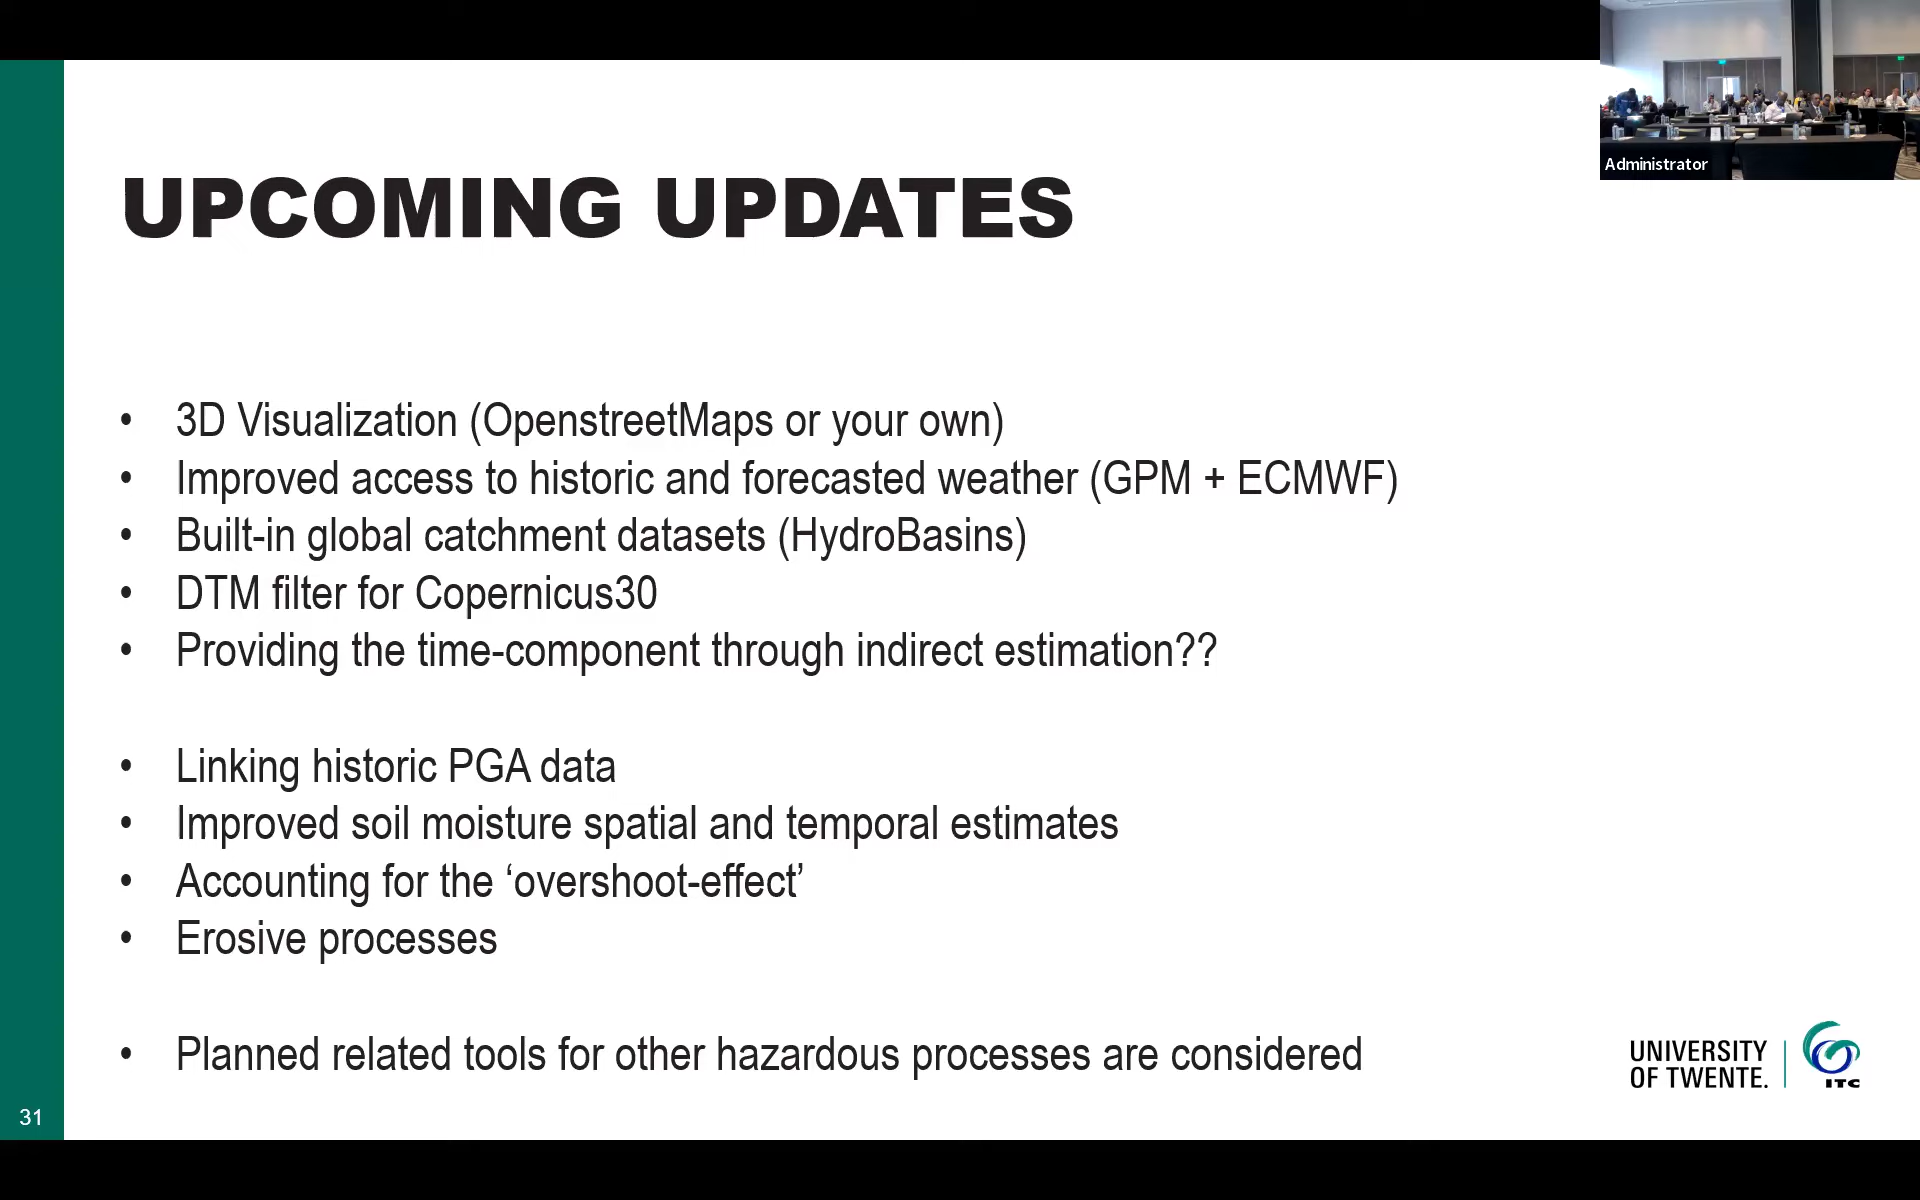 Administrator
UPCOMING UPDATES
• 3D Visualization (OpenstreetMaps or your own)
• Improved access to historic and forecasted weather (GPM + ECMWF)
• Built-in global catchment datasets (HydroBasins)
• DTM filter for Copernicus30
• Providing the time-component through indirect estimation??
• Linking historic PGA data
• Improved soil moisture spatial and temporal estimates
• Accounting for the ‘overshoot-effect’
• Erosive processes
• Planned related tools for other hazardous processes are considered
UNIVERSITY
OF TWENTE.
ITC
31